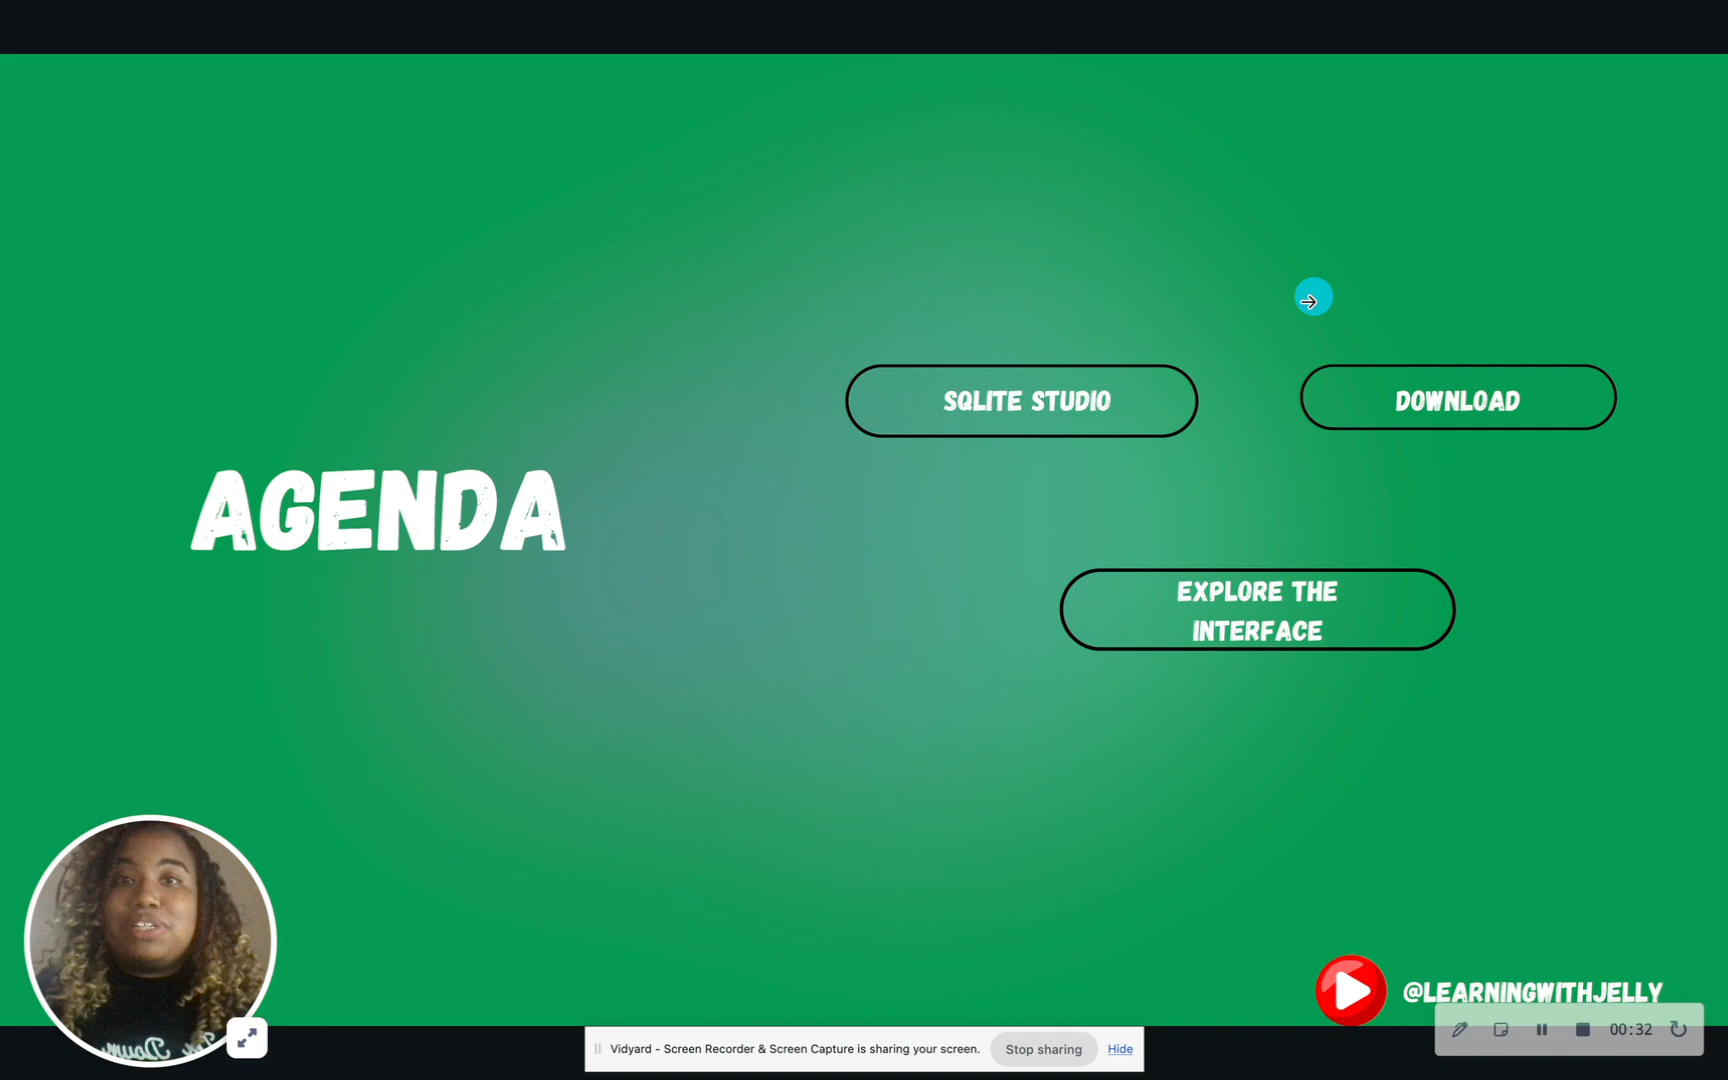 SQLITE STUDIO
DOWNLOAD
AGENDA
EXPLORE THE
INTERFACE
@LEARNINGWITHJELLY
00:32
Vidyard - Screen Recorder & Screen Capture is sharing your screen.
Stop sharing
Hide